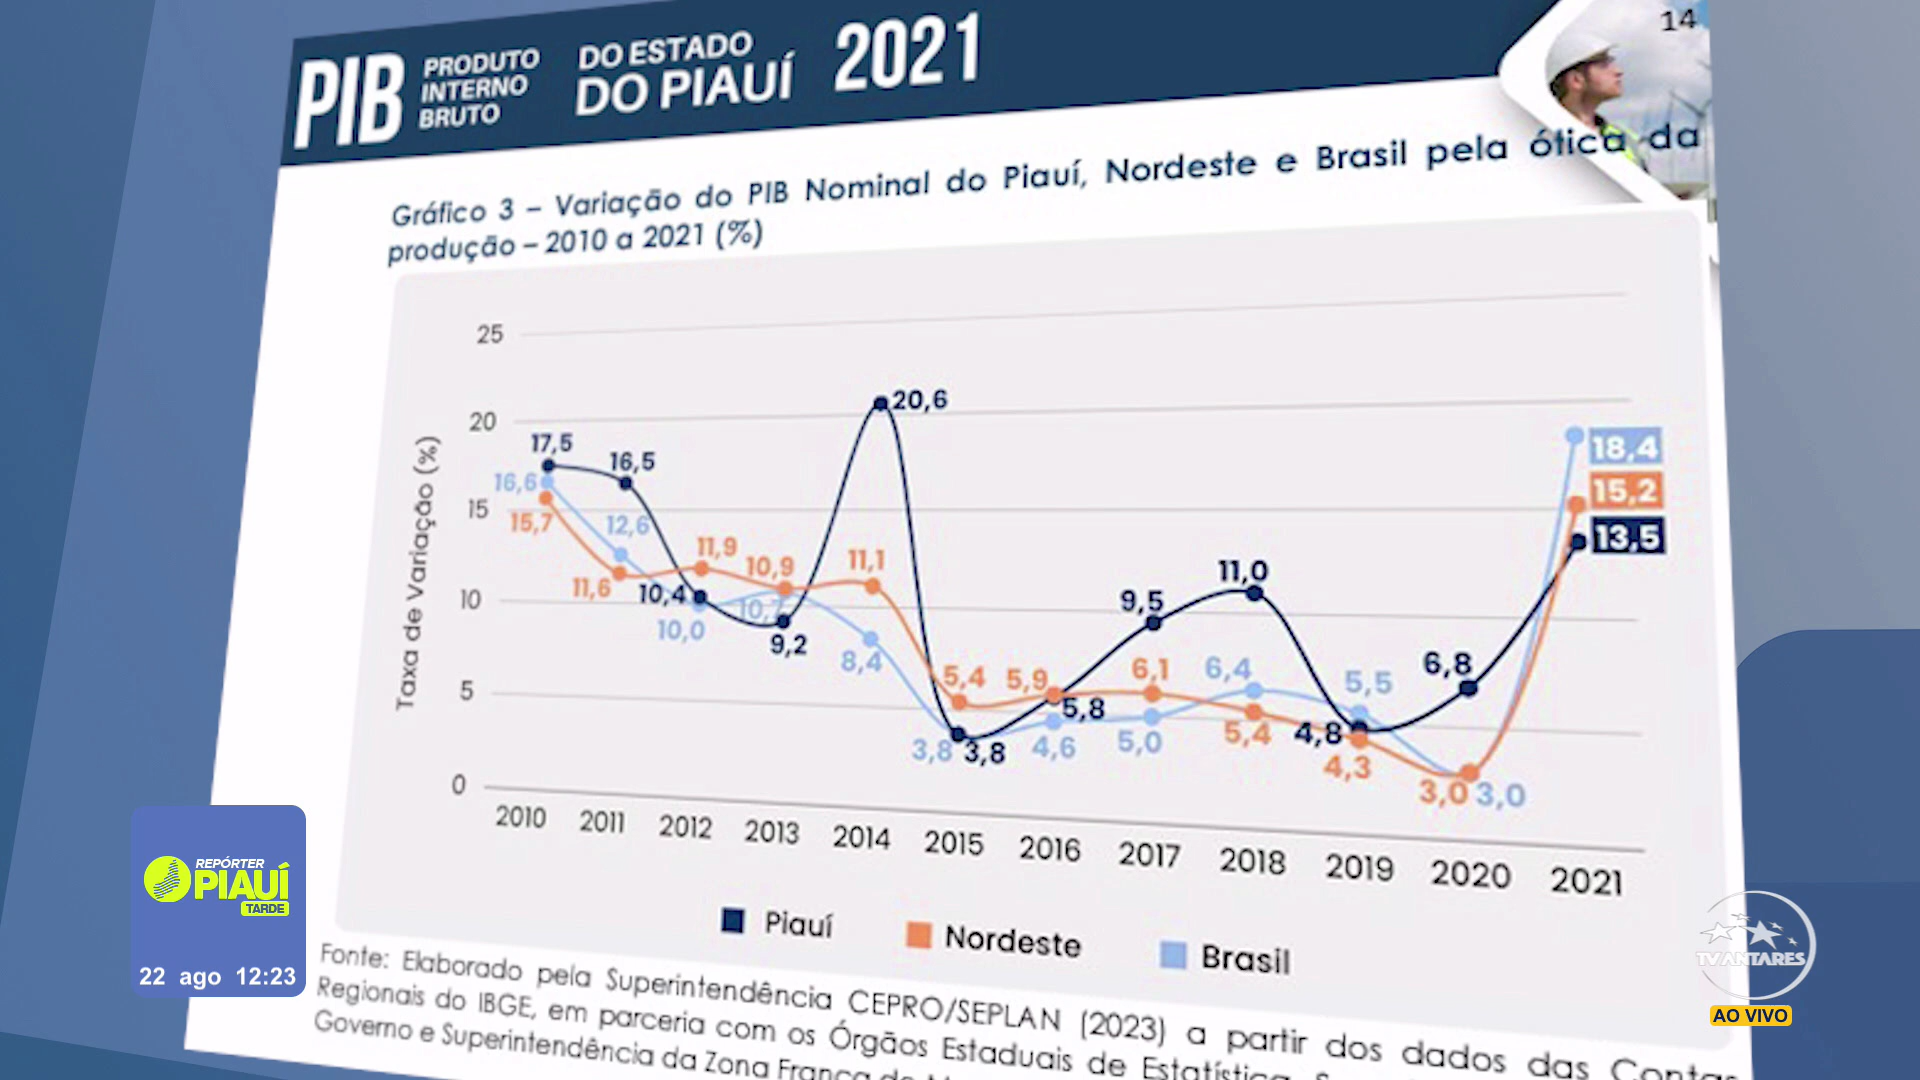 PIB PRODUTO INTERNO BRUTO DO ESTADO DO PIAUÍ 2021
14
Gráfico 3 – Variação do PIB Nominal do Piauí, Nordeste e Brasil pela ótica da
produção – 2010 a 2021 (%)
Taxa de Variação (%)
25
20
15
10
5
0
17,5 16,5 10,4 9,2 20,6 3,8 5,8 9,5 11,0 4,8 6,8 13,5
15,7 11,6 11,9 10,9 11,1 5,4 5,9 6,1 5,4 4,3 3,0 15,2
16,6 12,6 10,0 10,7 8,4 3,8 4,6 5,0 6,4 5,5 3,0 18,4
2010 2011 2012 2013 2014 2015 2016 2017 2018 2019 2020 2021
Piauí Nordeste Brasil
Fonte: Elaborado pela Superintendência CEPRO/SEPLAN (2023) a partir dos dados das Contas
Regionais do IBGE, em parceria com os Órgãos Estaduais de
Governo e Superintendência da Zona Franca
REPÓRTER
PIAUÍ
TARDE
22 ago 12:23
TV ANTARES
AO VIVO